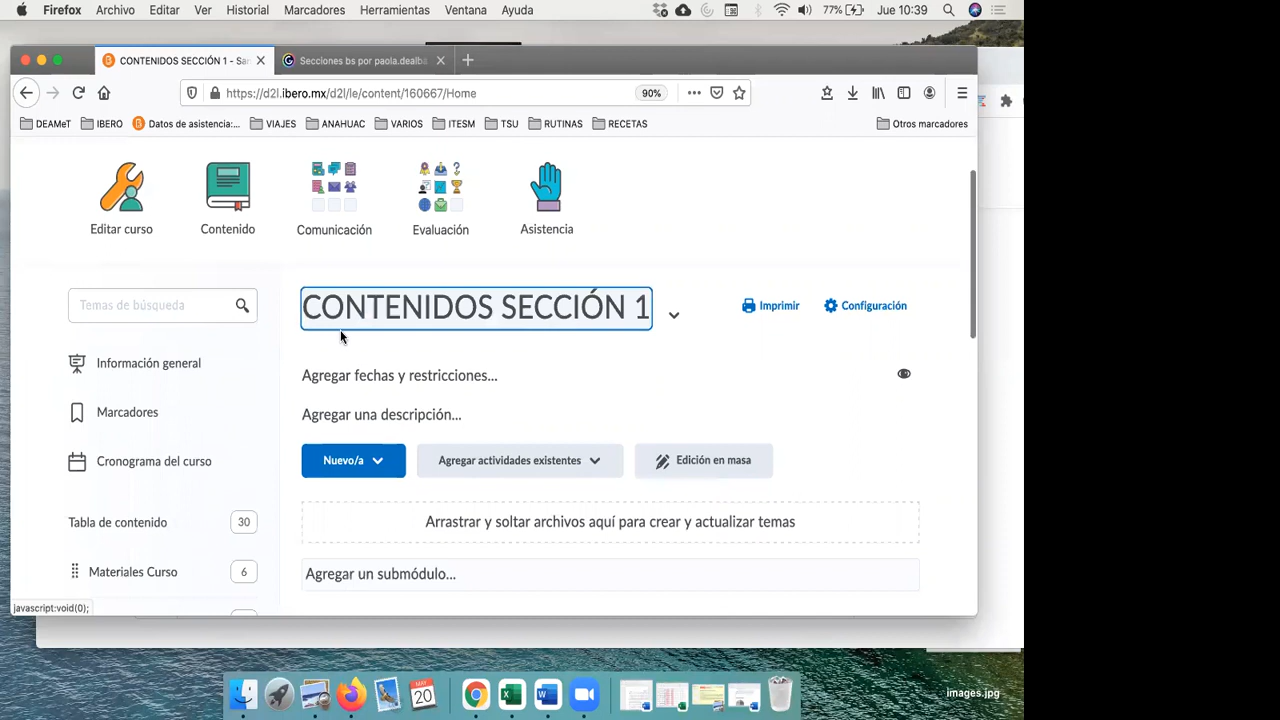 Firefox Archivo Editar Ver Historial Marcadores Herramientas Ventana Ayuda 77% Jue 10:39
CONTENIDOS SECCIÓN 1 - Sa
Secciones bs por paola.dealba
https://d2l.ibero.mx/d2l/le/content/160667/Home 90%
DEAMeT IBERO Datos de asistencia:... VIAJES ANAHUAC VARIOS ITESM TSU RUTINAS RECETAS Otros marcadores
Editar curso Contenido Comunicación Evaluación Asistencia
Temas de búsqueda
CONTENIDOS SECCIÓN 1
Imprimir Configuración
Información general
Agregar fechas y restricciones...
Marcadores
Agregar una descripción...
Cronograma del curso
Nuevo/a Agregar actividades existentes Edición en masa
Tabla de contenido 30
Arrastrar y soltar archivos aquí para crear y actualizar temas
Materiales Curso 6
Agregar un submódulo...
javascript:void(0);
MAY
20
images.jpg